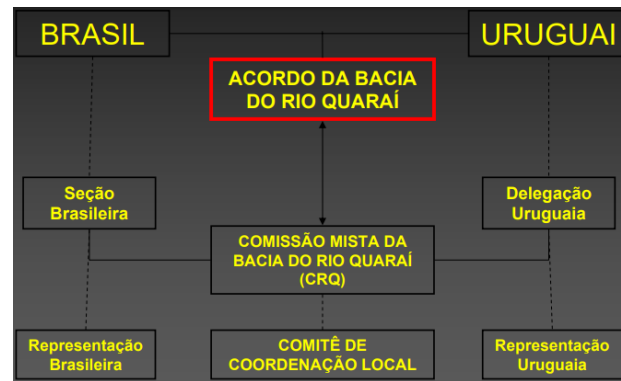 BRASIL
URUGUAI
ACORDO DA BACIA
DO RIO QUARAÍ
Seção
Brasileira
Delegação
Uruguaia
COMISSÃO MISTA DA
BACIA DO RIO QUARAÍ
(CRQ)
Representação
Brasileira
COMITÊ DE
COORDENAÇÃO LOCAL
Representação
Uruguaia